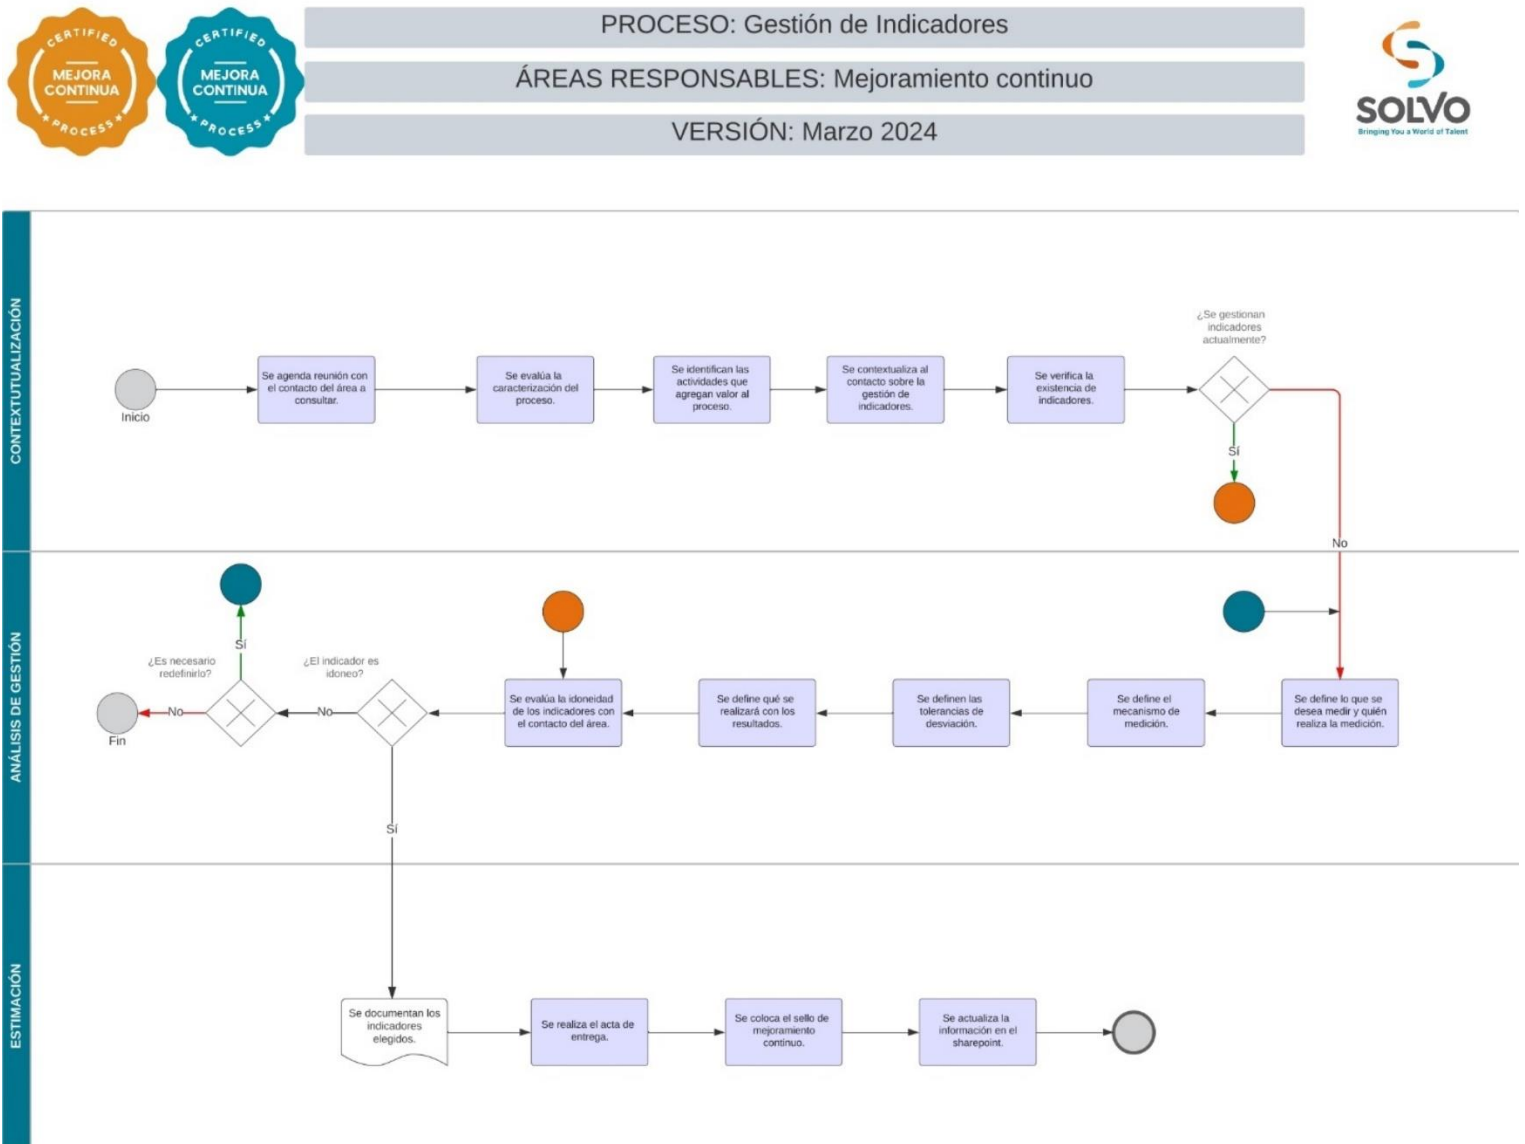 CERTIFIED
MEJORA
CONTINUA
PROCESS
CERTIFIED
MEJORA
CONTINUA
PROCESS
PROCESO: Gestión de Indicadores
ÁREAS RESPONSABLES: Mejoramiento continuo
VERSIÓN: Marzo 2024
SOLVO
Bringing You a World of Talent
CONTEXTUTUALIZACIÓN
Inicio
Se agenda reunión con
el contacto del área a
consultar.
Se evalúa la
caracterización del
proceso.
Se identifican las
actividades que
agregan valor al
proceso.
Se contextualiza al
contacto sobre la
gestión de
indicadores.
Se verifica la
existencia de
indicadores.
¿Se gestionan
indicadores
actualmente?
Sí
No
ANÁLISIS DE GESTIÓN
Fin
No
¿Es necesario
redefinirlo?
Sí
No
¿El indicador es
idoneo?
Sí
Se evalúa la idoneidad
de los indicadores con
el contacto del área.
Se define qué se
realizará con los
resultados.
Se definen las
tolerancias de
desviación.
Se define el
mecanismo de
medición.
Se define lo que se
desea medir y quién
realiza la medición.
ESTIMACIÓN
Se documentan los
indicadores
elegidos.
Se realiza el acta de
entrega.
Se coloca el sello de
mejoramiento
continuo.
Se actualiza la
información en el
sharepoint.